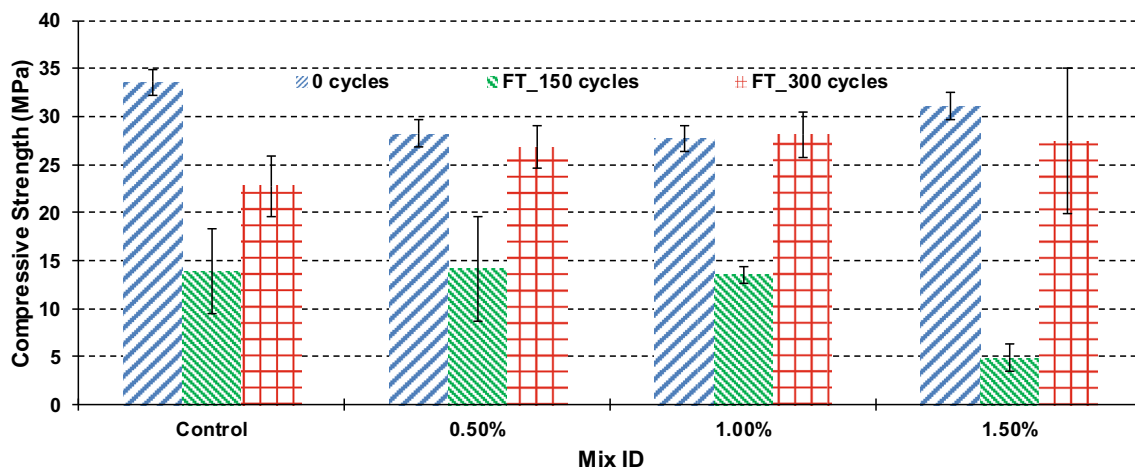 40
35
30
25
20
15
10
5
0
Compressive Strength (MPa)
0 cycles FT_150 cycles FT_300 cycles
Control 0.50% 1.00% 1.50%
Mix ID